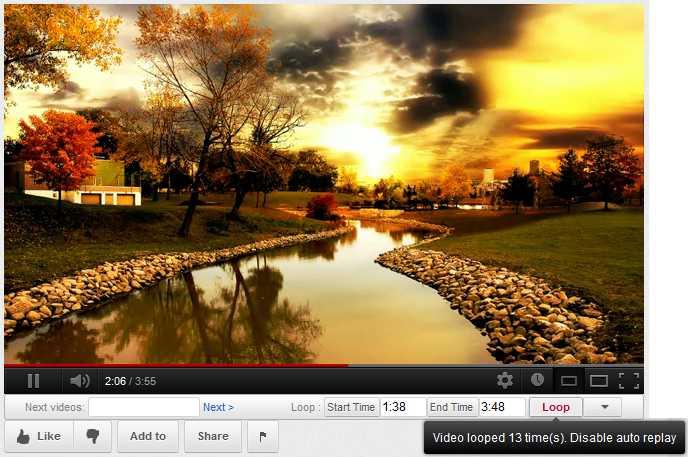 2:06 / 3:55
Next videos: Next > Loop : Start Time 1:38 End Time 3:48 Loop
Like Add to Share
Video looped 13 time(s). Disable auto replay